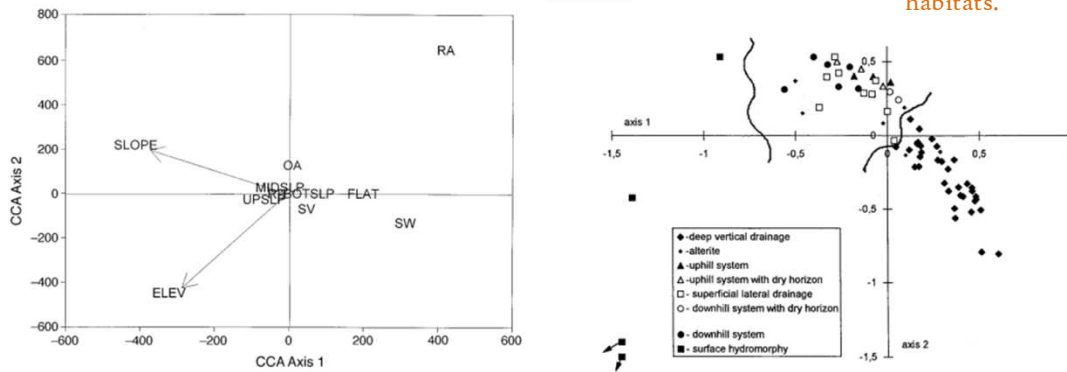 habitats.
800
600
400
200
0
−200
−400
−600
−600
−400
−200
0
200
400
600
CCA Axis 2
CCA Axis 1
RA
SLOPE
OA
MIDSLP
BOTSLP
FLAT
UPSLP
SV
SW
ELEV
0,5
axis 1
0
-1,5
-1
-0,5
0
0,5
-0,5
-1
-1,5
axis 2
-deep vertical drainage
-alterite
-uphill system
-uphill system with dry horizon
- superficial lateral drainage
- downhill system with dry horizon
- downhill system
- surface hydromorphy